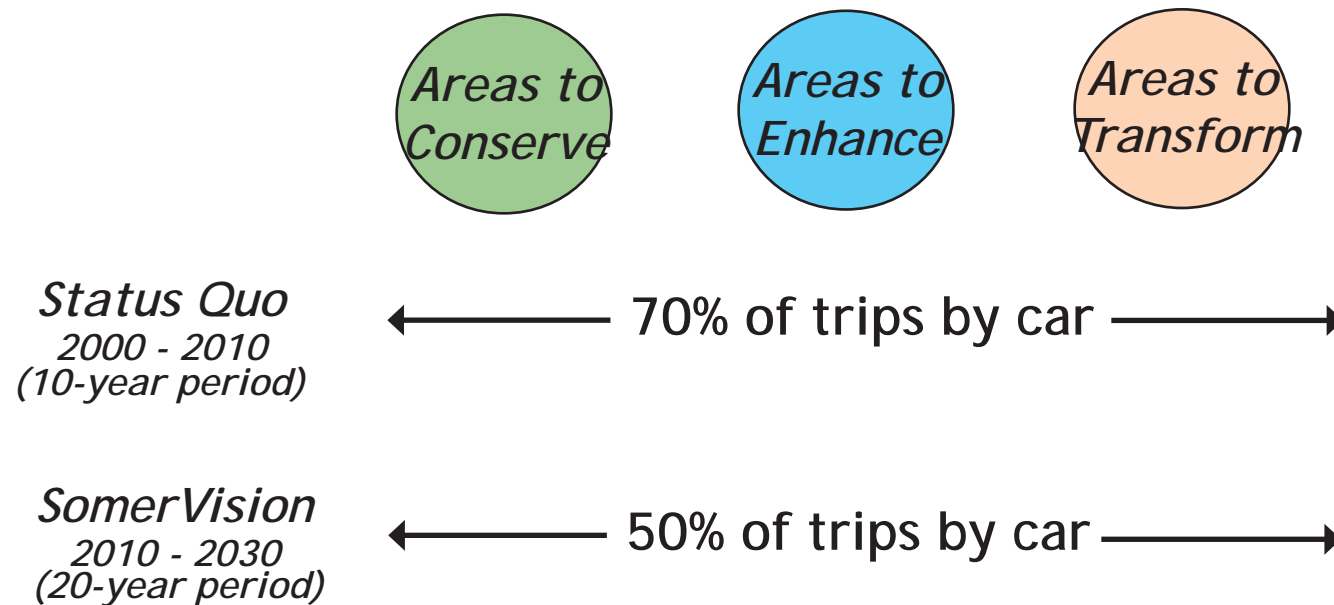 Areas to
Conserve
Areas to
Enhance
Areas to
Transform
Status Quo
2000 - 2010
(10-year period)
70% of trips by car
SomerVision
2010 - 2030
(20-year period)
50% of trips by car